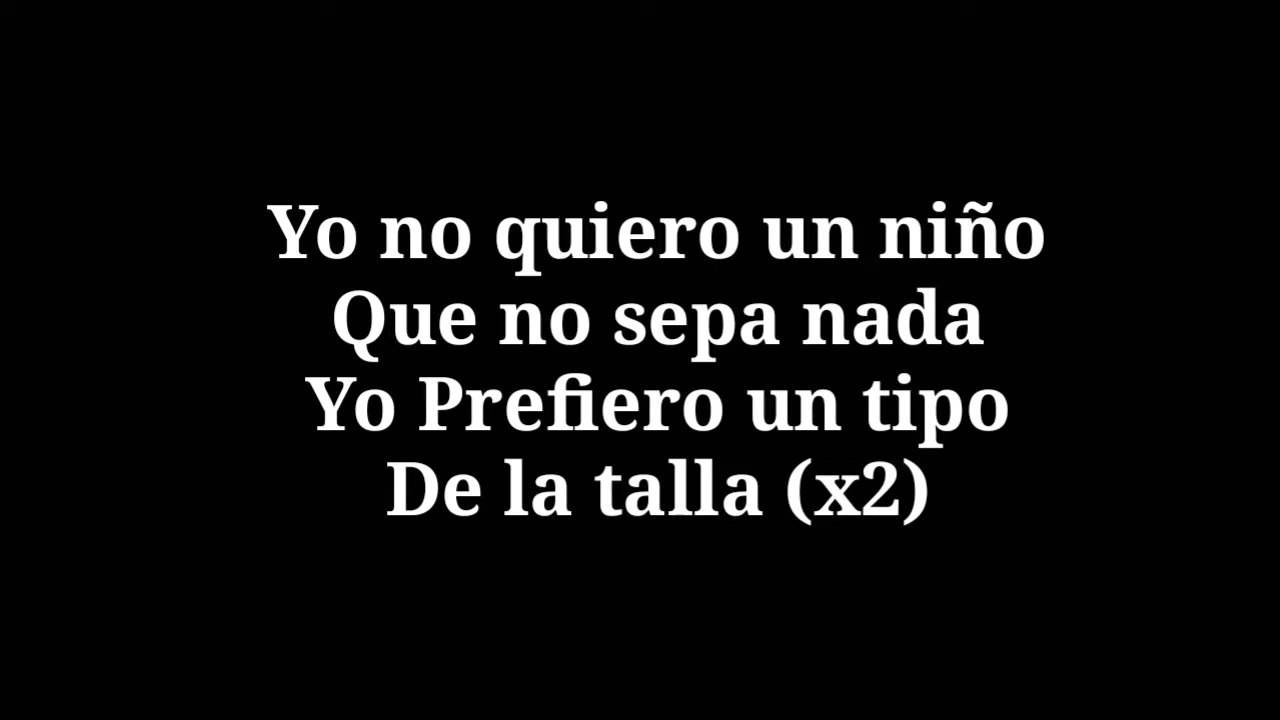 Yo no quiero un niño
Que no sepa nada
Yo Prefiero un tipo
De la talla (x2)